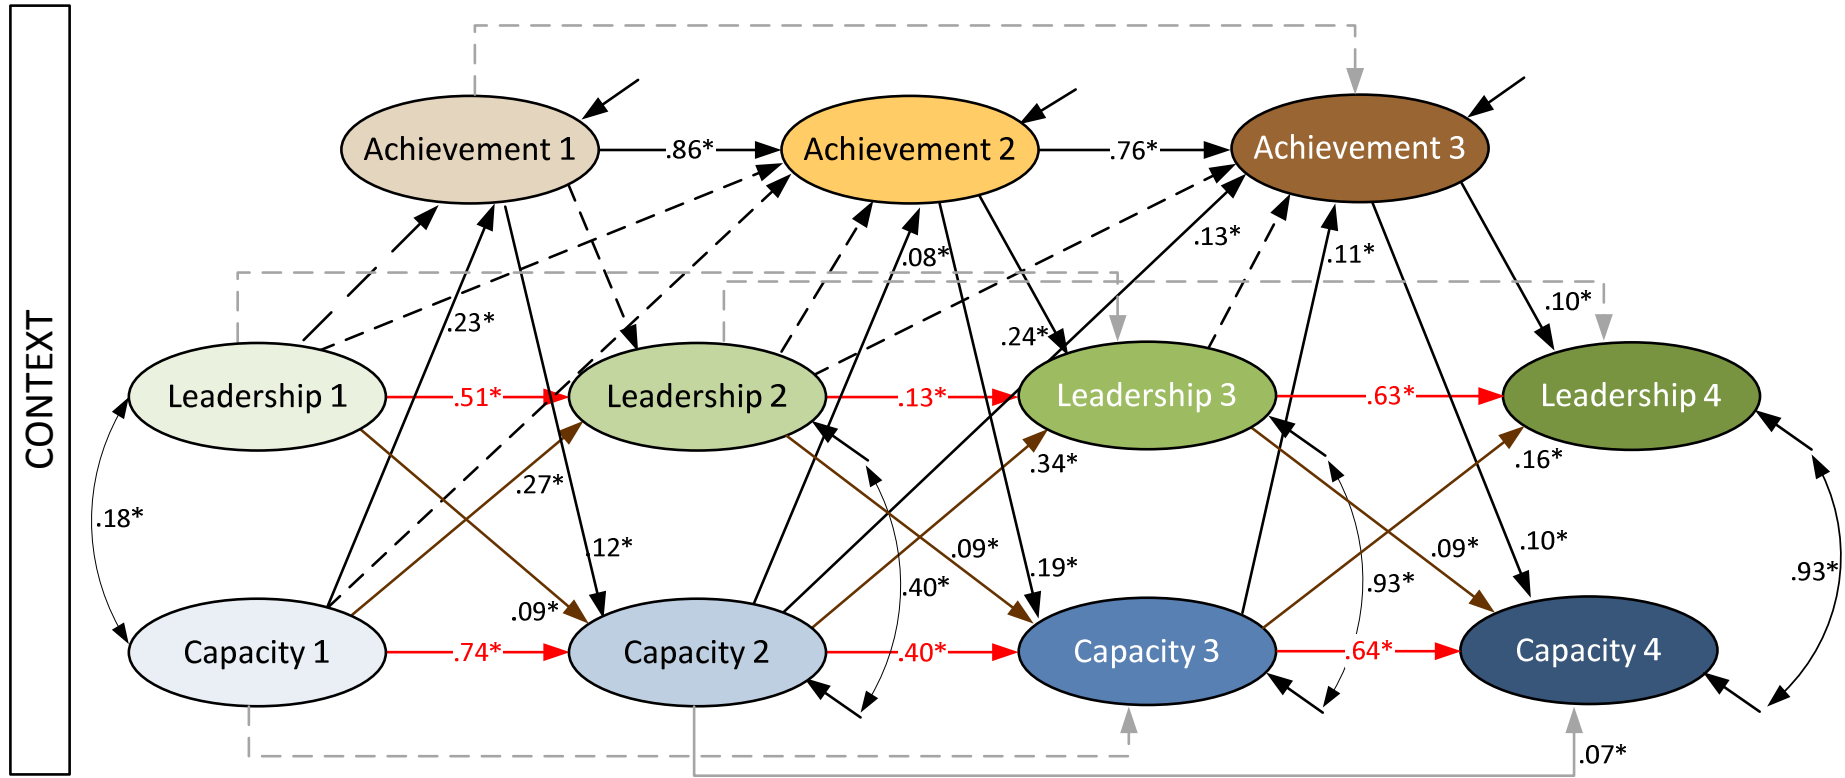 CONTEXT
Achievement 1
.86*
Achievement 2
.76*
Achievement 3
.13*
.08*
.11*
.23*
.24*
.10*
Leadership 1
.51*
Leadership 2
.13*
Leadership 3
.63*
Leadership 4
.27*
.34*
.16*
.18*
.12*
.09*
.09*
.10*
.19*
.40*
.93*
.93*
.09*
Capacity 1
.74*
Capacity 2
.40*
Capacity 3
.64*
Capacity 4
.07*